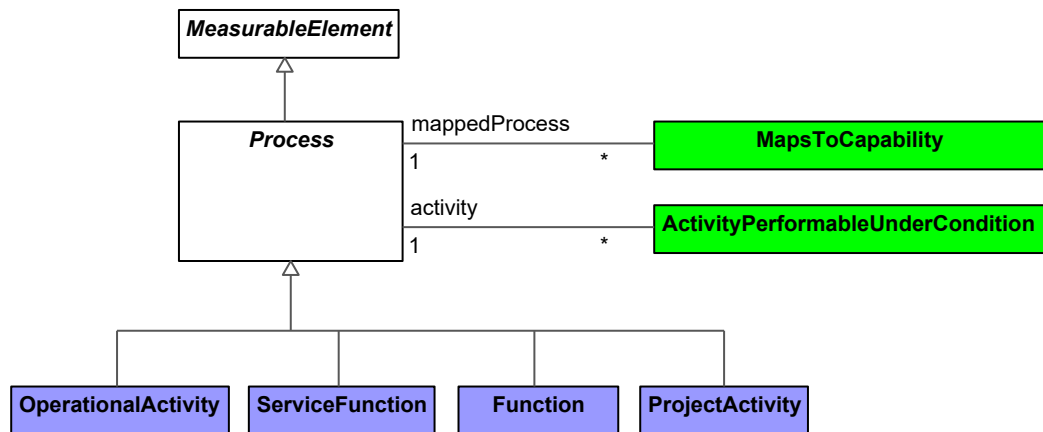 MeasurableElement
Process
mappedProcess
1
*
MapsToCapability
activity
1
*
ActivityPerformableUnderCondition
OperationalActivity
ServiceFunction
Function
ProjectActivity